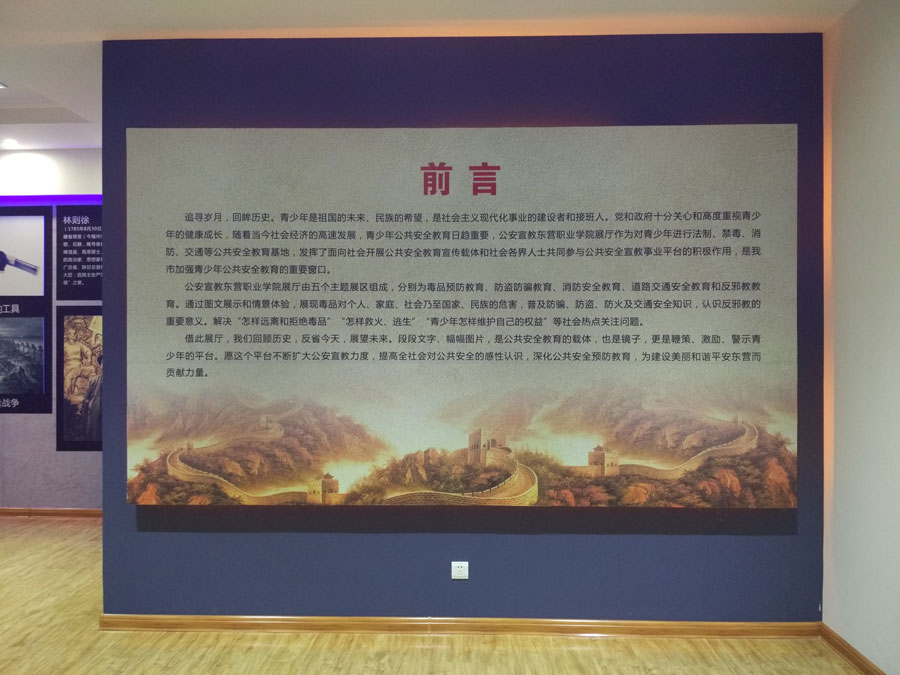 前言
追寻岁月，回眸历史。青少年是祖国的未来、民族的希望，是社会主义现代化事业的建设者和接班人。党和政府十分关心和高度重视青少
年的健康成长，随着当今社会经济的高速发展，青少年公共安全教育日趋重要，公安宣教东营职业学院展厅作为对青少年进行法制、禁毒、消
防、交通等公共安全教育基地，发挥了面向社会开展公共安全教育宣传载体和社会各界人士共同参与公共安全宣教事业平台的积极作用，是我
市加强青少年公共安全教育的重要窗口。
公安宣教东营职业学院展厅由五个主题展区组成，分别为毒品预防教育、防盗防骗教育、消防安全教育、道路交通安全教育和反邪教教
育。通过图文展示和情景体验，展现毒品对个人、家庭、社会乃至国家、民族的危害，普及防骗、防盗、防火及交通安全知识，认识反邪教的
重要意义。解决“怎样远离和拒绝毒品”“怎样救火、逃生”“青少年怎样维护自己的权益”等社会热点关注问题。
借此展厅，我们回顾历史，反省今天，展望未来。段段文字、幅幅图片，是公共安全教育的载体，也是镜子，更是鞭策、激励、警示青
少年的平台。愿这个平台不断扩大公安宣教力度，提高全社会对公共安全的感性认识，深化公共安全预防教育，为建设美丽和谐平安东营而
贡献力量。
林则徐
（1785年8月30日
的工具
战争